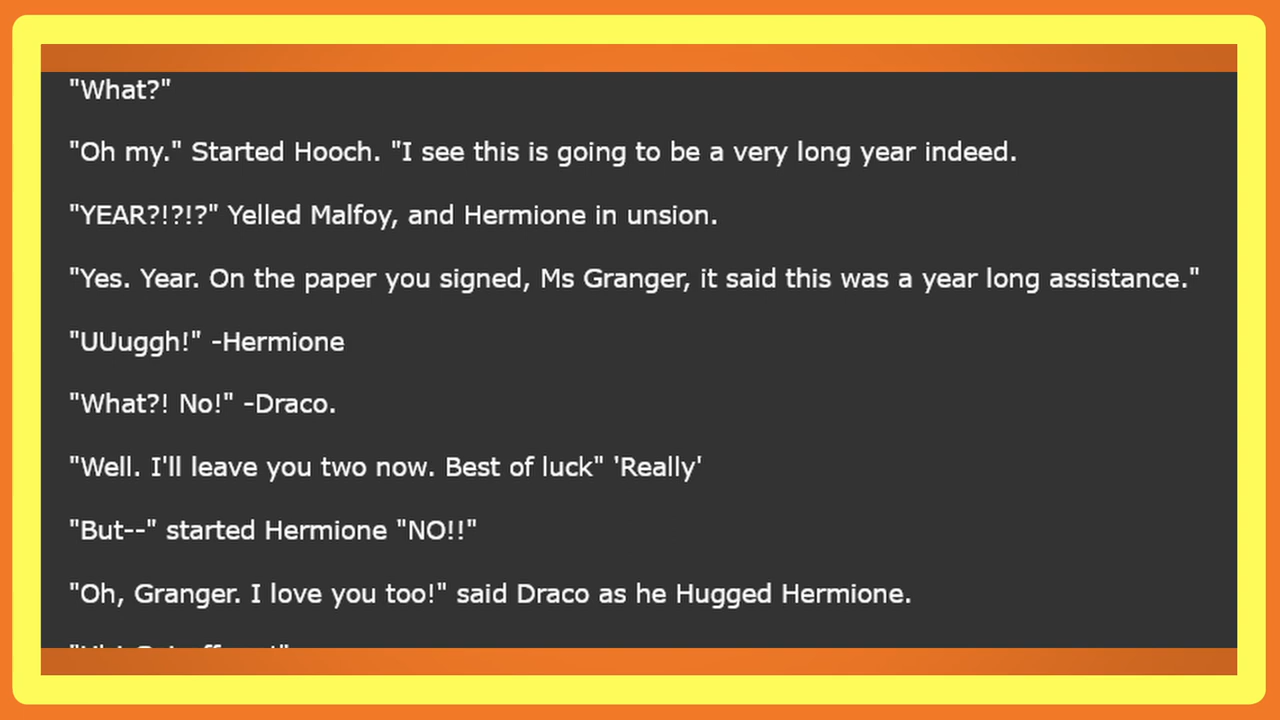 "What?"
"Oh my." Started Hooch. "I see this is going to be a very long year indeed.
"YEAR?!?!?" Yelled Malfoy, and Hermione in unsion.
"Yes. Year. On the paper you signed, Ms Granger, it said this was a year long assistance."
"UUuggh!" -Hermione
"What?! No!" -Draco.
"Well. I'll leave you two now. Best of luck" 'Really'
"But--" started Hermione "NO!!"
"Oh, Granger. I love you too!" said Draco as he Hugged Hermione.